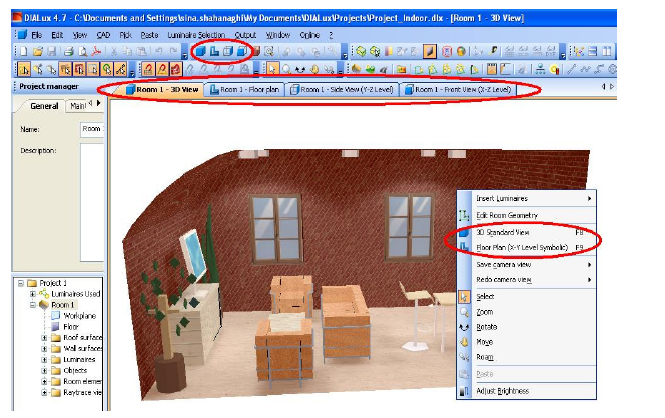 DIALux 4.7 - C:\Documents and Settings\sina.shahanaghi\My Documents\DIALux\Projects\Project_Indoor.dlx - [Room 1 - 3D View]
File Edit View CAD Pick Paste Luminaire Selection Output Window Online ?
Project manager
Room 1 - 3D View Room 1 - Floor plan Room 1 - Side View (Y-Z Level) Room 1 - Front View (X-Z Level)
General
Name: Room
Description:
Insert Luminaires
Edit Room Geometry
3D Standard View F8
Floor Plan (X-Y Level Symbolic) F9
Save camera view
Redo camera view
Select
Zoom
Rotate
Move
Roam
Paste
Adjust Brightness
Project 1
Luminaires Used
Room 1
Workplane
Floor
Roof surface
Wall surfaces
Luminaires
Objects
Room elemer
Raytrace vie